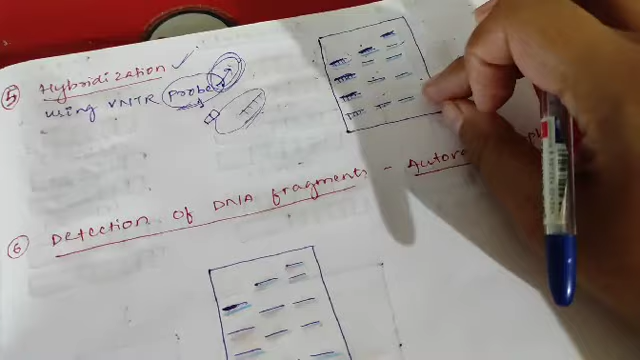 5 Hybridization ✓
using VNTR Probe
6 Detection of DNA fragments - Autora